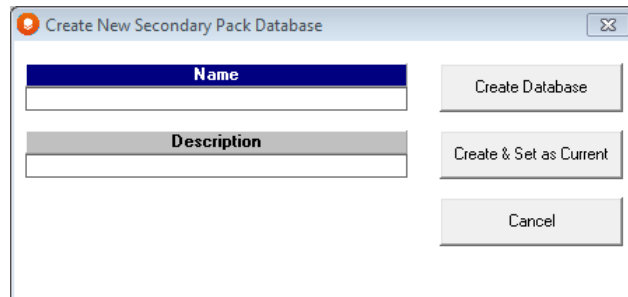 Create New Secondary Pack Database
Name
Create Database
Description
Create & Set as Current
Cancel